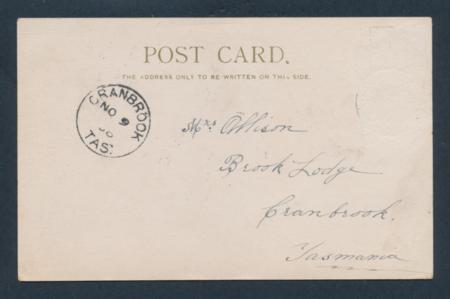 POST CARD.
THE ADDRESS ONLY TO BE WRITTEN ON THIS SIDE.
CRANBROOK
NO 9
06
TAS.
Mrs Allison
Brook Lodge
Cranbrook.
Tasmania